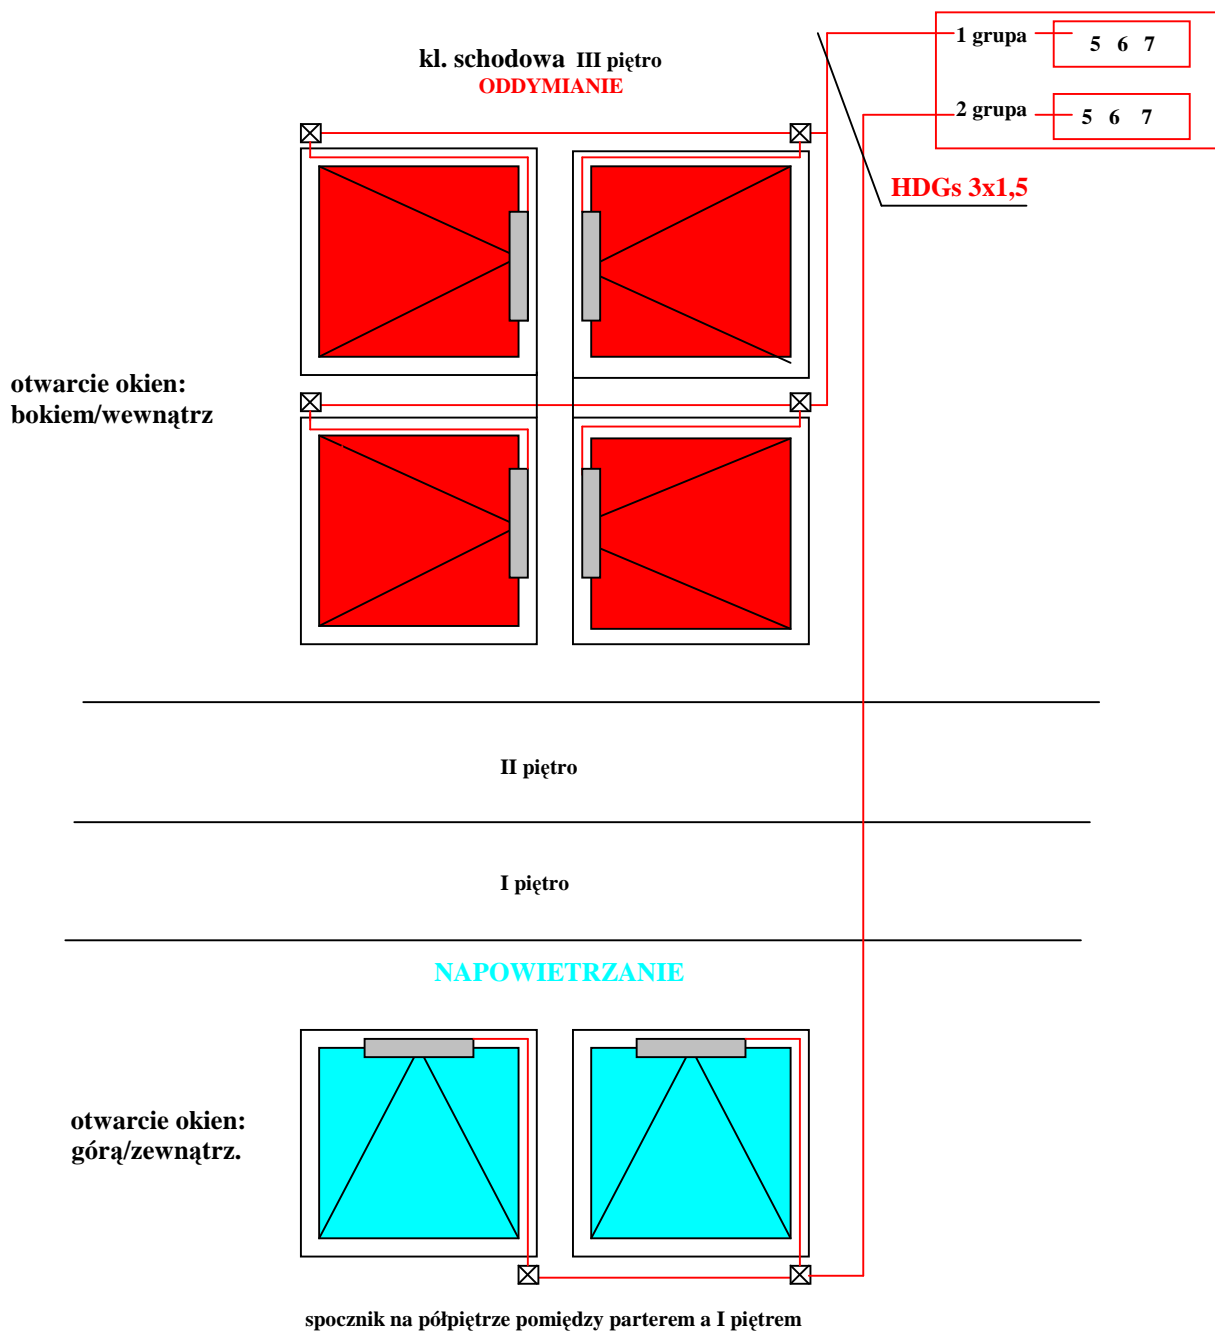 kl. schodowa III piętro
ODDYMIANIE
1 grupa
5 6 7
2 grupa
5 6 7
HDGs 3x1,5
otwarcie okien:
bokiem/wewnątrz
II piętro
I piętro
NAPOWIETRZANIE
otwarcie okien:
górą/zewnątrz.
spocznik na półpiętrze pomiędzy parterem a I piętrem